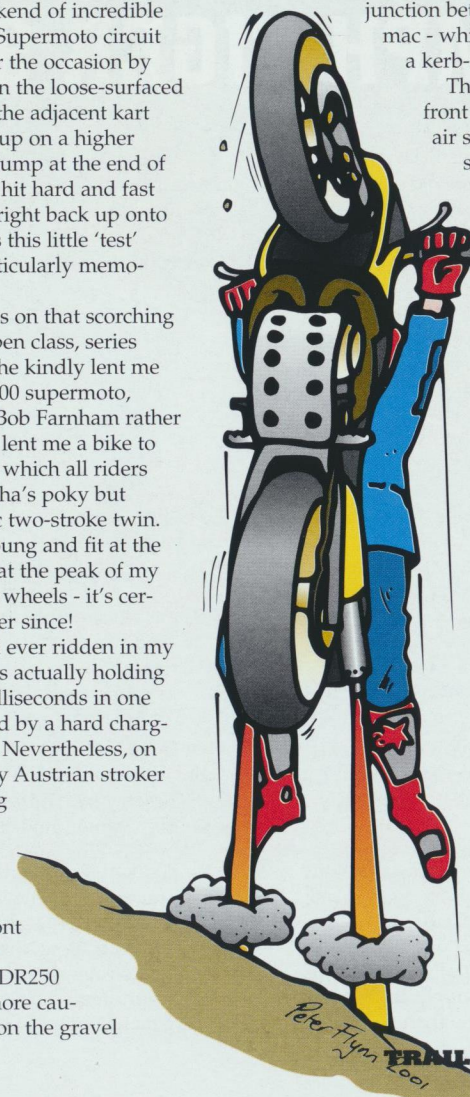 kend of incredible
Supermoto circuit
r the occasion by
n the loose-surfaced
the adjacent kart
up on a higher
ump at the end of
hit hard and fast
right back up onto
s this little ‘test’
ticularly memo-
s on that scorching
pen class, series
he kindly lent me
00 supermoto,
Bob Farnham rather
lent me a bike to
which all riders
ha's poky but
c two-stroke twin.
oung and fit at the
at the peak of my
wheels - it's cer-
er since!
ever ridden in my
s actually holding
lliseconds in one
d by a hard charg-
Nevertheless, on
y Austrian stroker
g
ont
DR250
nore cau-
on the gravel
junction be
mac - whi
a kerb-
Th
front
air s
s
Peter Flynn
2001
TRAIL